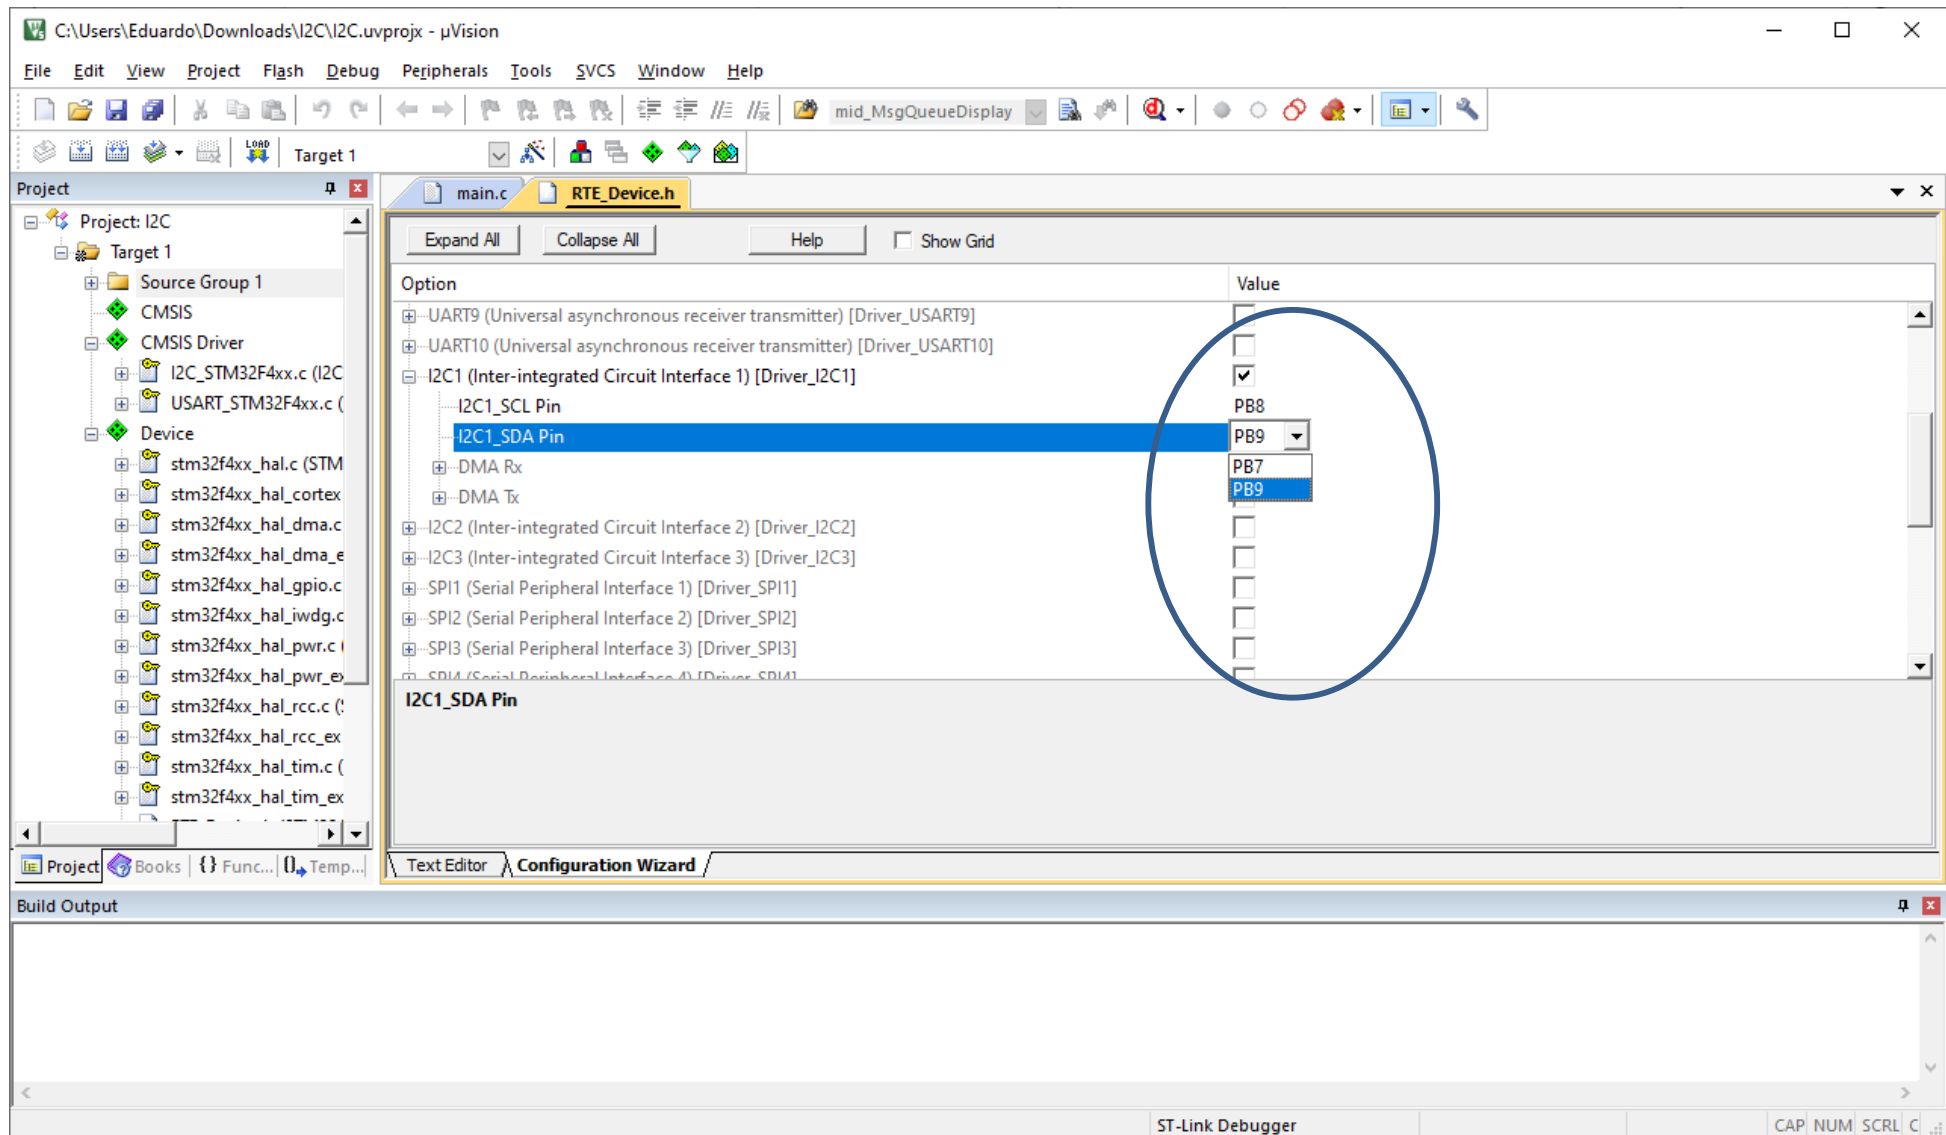 C:\Users\Eduardo\Downloads\I2C\I2C.uvprojx - µVision
File Edit View Project Flash Debug Peripherals Tools SVCS Window Help
mid_MsgQueueDisplay
LOAD
Target 1
Project
Project: I2C
Target 1
Source Group 1
CMSIS
CMSIS Driver
I2C_STM32F4xx.c (I2C
USART_STM32F4xx.c (
Device
stm32f4xx_hal.c (STM
stm32f4xx_hal_cortex
stm32f4xx_hal_dma.c
stm32f4xx_hal_dma_e
stm32f4xx_hal_gpio.c
stm32f4xx_hal_iwdg.c
stm32f4xx_hal_pwr.c (
stm32f4xx_hal_pwr_ex
stm32f4xx_hal_rcc.c (S
stm32f4xx_hal_rcc_ex
stm32f4xx_hal_tim.c (
stm32f4xx_hal_tim_ex
Project Books {} Func... Temp...
main.c RTE_Device.h
Expand All Collapse All Help Show Grid
Option Value
UART9 (Universal asynchronous receiver transmitter) [Driver_USART9]
UART10 (Universal asynchronous receiver transmitter) [Driver_USART10]
I2C1 (Inter-integrated Circuit Interface 1) [Driver_I2C1]
I2C1_SCL Pin PB8
I2C1_SDA Pin PB9
DMA Rx PB7
DMA Tx PB9
I2C2 (Inter-integrated Circuit Interface 2) [Driver_I2C2]
I2C3 (Inter-integrated Circuit Interface 3) [Driver_I2C3]
SPI1 (Serial Peripheral Interface 1) [Driver_SPI1]
SPI2 (Serial Peripheral Interface 2) [Driver_SPI2]
SPI3 (Serial Peripheral Interface 3) [Driver_SPI3]
SPI4 (Serial Peripheral Interface 4) [Driver_SPI4]
I2C1_SDA Pin
Text Editor Configuration Wizard
Build Output
ST-Link Debugger CAP NUM SCRL